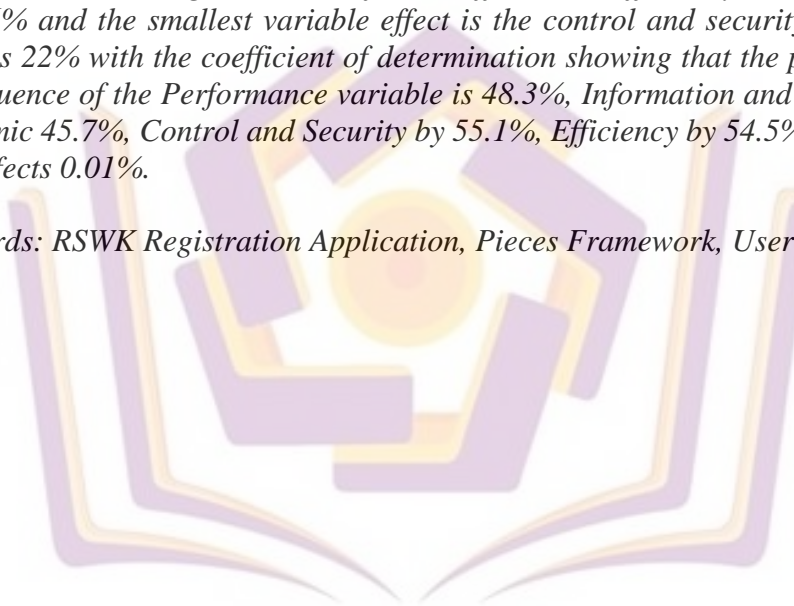 % and the smallest variable effect is the control and security
s 22% with the coefficient of determination showing that the p
uence of the Performance variable is 48.3%, Information and
nic 45.7%, Control and Security by 55.1%, Efficiency by 54.5%
fects 0.01%.
rds: RSWK Registration Application, Pieces Framework, User